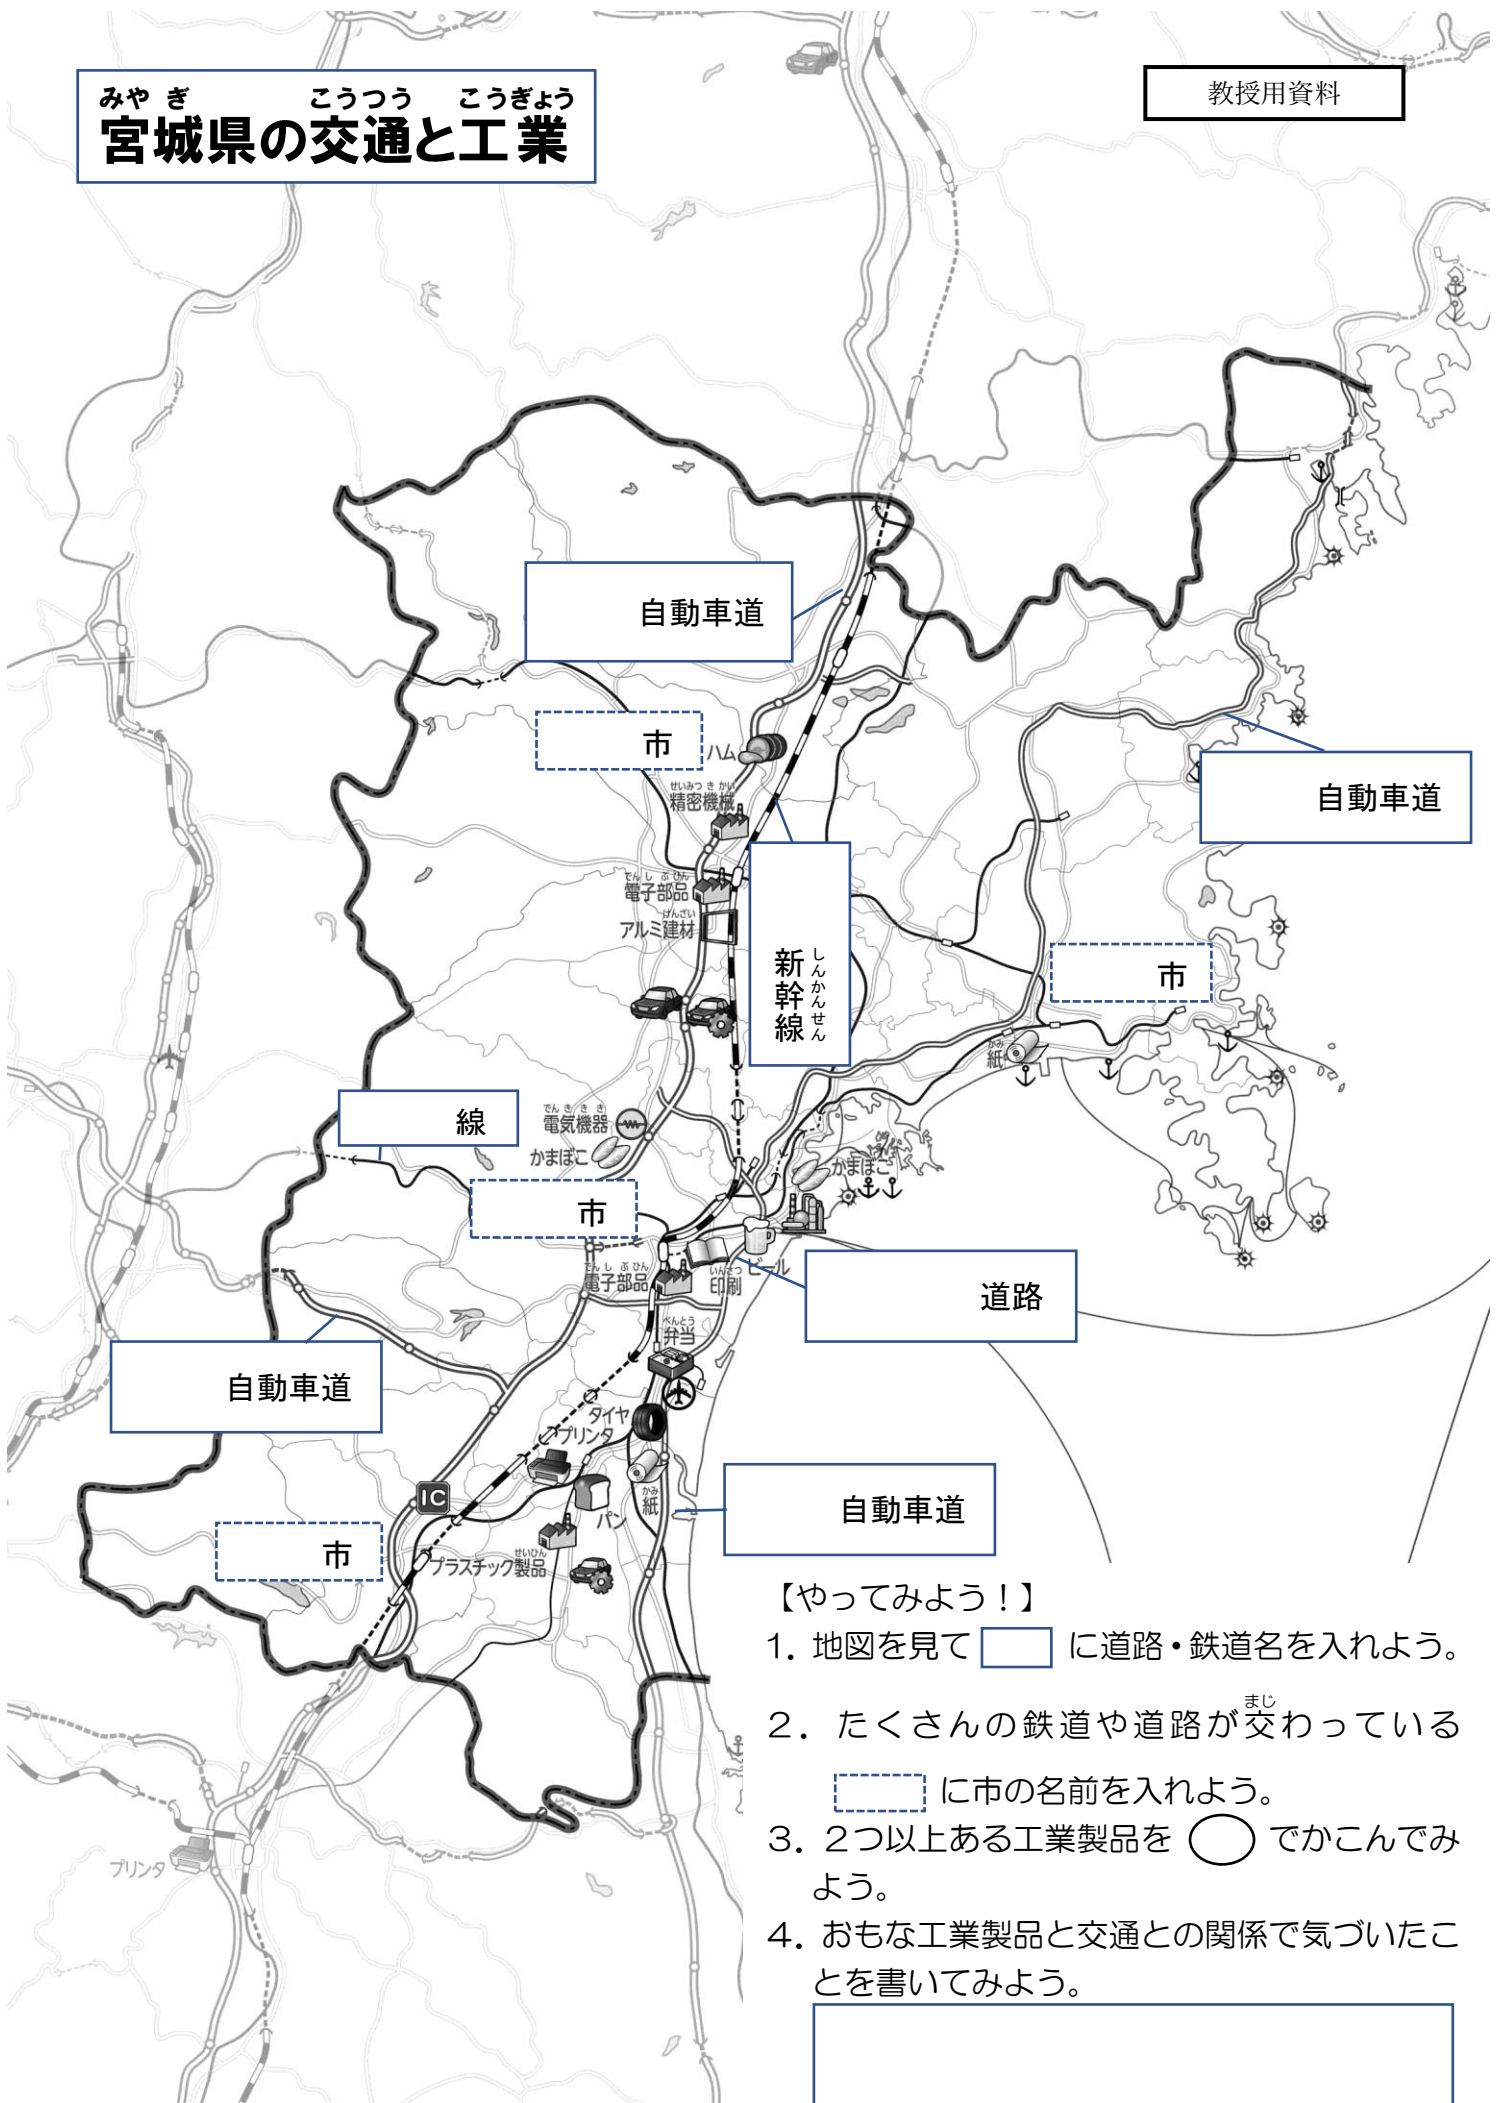 みやぎ こうつう こうぎょう
宮城県の交通と工業
教授用資料
自動車道
市
ハム
せいみつきかい
精密機械
自動車道
でんしぶひん
電子部品
けんざい
アルミ建材
新幹線
しんかんせん
市
かみ
紙
線
でんきき
電気機器
かまぼこ
かまぼこ
市
でんしぶひん
電子部品
いんさつ
印刷
ビール
道路
べんとう
弁当
自動車道
タイヤ
プリンタ
IC
かみ
紙
パン
自動車道
市
せいひん
プラスチック製品
プリンタ
【やってみよう！】
1．地図を見て に道路・鉄道名を入れよう。
まじ
2．たくさんの鉄道や道路が交わっている
に市の名前を入れよう。
3．2つ以上ある工業製品を でかこんでみ
よう。
4．おもな工業製品と交通との関係で気づいたこ
とを書いてみよう。